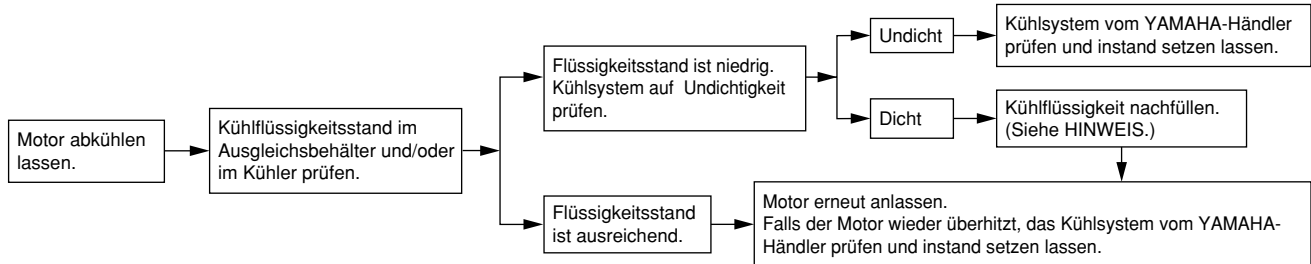 Motor abkühlen
lassen.
Kühlflüssigkeitsstand im
Ausgleichsbehälter und/oder
im Kühler prüfen.
Flüssigkeitsstand ist niedrig.
Kühlsystem auf Undichtigkeit
prüfen.
Undicht
Kühlsystem vom YAMAHA-Händler
prüfen und instand setzen lassen.
Dicht
Kühlflüssigkeit nachfüllen.
(Siehe HINWEIS.)
Flüssigkeitsstand
ist ausreichend.
Motor erneut anlassen.
Falls der Motor wieder überhitzt, das Kühlsystem vom YAMAHA-
Händler prüfen und instand setzen lassen.